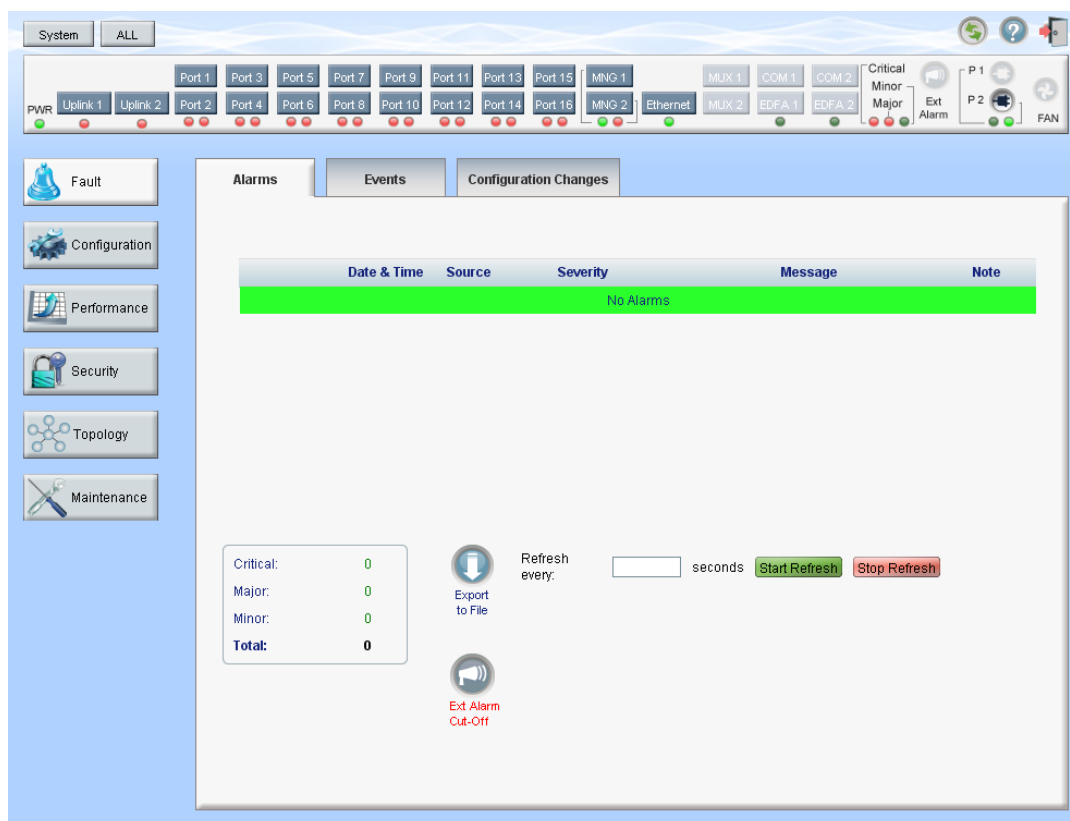 System ALL
Critical P 1
Port 1 Port 3 Port 5 Port 7 Port 9 Port 11 Port 13 Port 15 MNG 1 MUX 1 COM 1 COM 2 Minor
PWR Uplink 1 Uplink 2 Port 2 Port 4 Port 6 Port 8 Port 10 Port 12 Port 14 Port 16 MNG 2 Ethernet MUX 2 EDFA 1 EDFA 2 Major Ext P 2
Alarm FAN
Fault
Alarms Events Configuration Changes
Configuration
Date & Time Source Severity Message Note
No Alarms
Performance
Security
Topology
Maintenance
Critical: 0
Major: 0
Minor: 0
Total: 0
Export
to File
Refresh
every: seconds Start Refresh Stop Refresh
Ext Alarm
Cut-Off